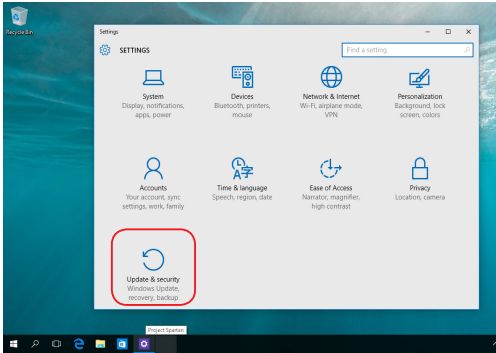 Recycle Bin
Settings
SETTINGS
Find a setting
System
Display, notifications,
apps, power
Devices
Bluetooth, printers,
mouse
Network & Internet
Wi-Fi, airplane mode,
VPN
Personalization
Background, lock
screen, colors
Accounts
Your account, sync
settings, work, family
Time & language
Speech, region, date
Ease of Access
Narrator, magnifier,
high contrast
Privacy
Location, camera
Update & security
Windows Update,
recovery, backup
Project Spartan